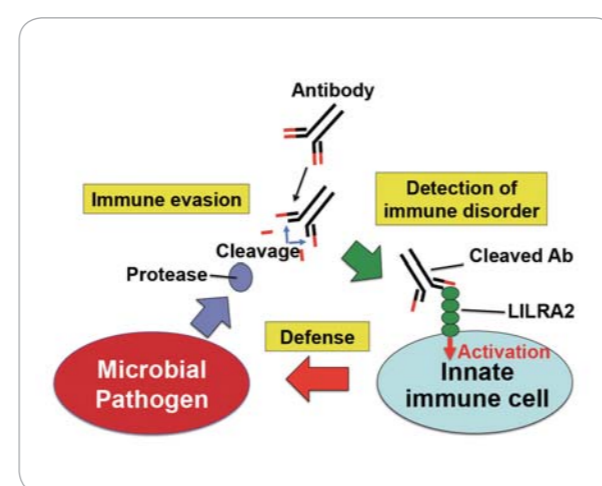 Antibody
Immune evasion
Detection of
immune disorder
Cleavage
Cleaved Ab
Protease
LILRA2
Defense
Activation
Microbial
Pathogen
Innate
immune cell